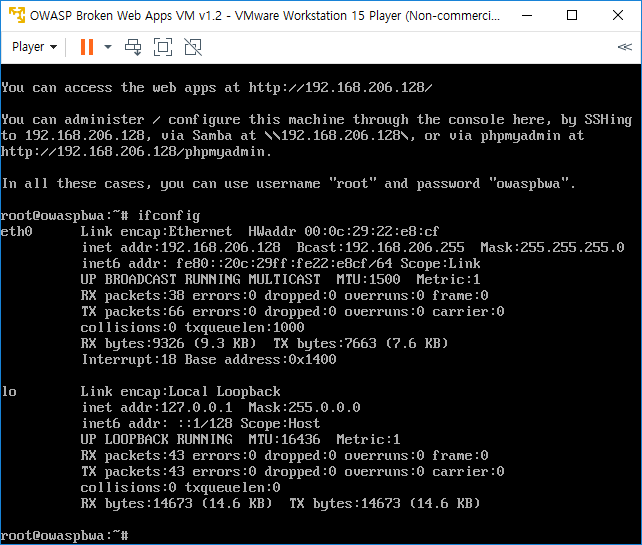 OWASP Broken Web Apps VM v1.2 - VMware Workstation 15 Player (Non-commerci...
Player
You can access the web apps at http://192.168.206.128/
You can administer / configure this machine through the console here, by SSHing
to 192.168.206.128, via Samba at \\192.168.206.128\, or via phpmyadmin at
http://192.168.206.128/phpmyadmin.
In all these cases, you can use username "root" and password "owaspbwa".
root@owaspbwa:~# ifconfig
eth0      Link encap:Ethernet  HWaddr 00:0c:29:22:e8:cf
          inet addr:192.168.206.128  Bcast:192.168.206.255  Mask:255.255.255.0
          inet6 addr: fe80::20c:29ff:fe22:e8cf/64 Scope:Link
          UP BROADCAST RUNNING MULTICAST  MTU:1500  Metric:1
          RX packets:38 errors:0 dropped:0 overruns:0 frame:0
          TX packets:66 errors:0 dropped:0 overruns:0 carrier:0
          collisions:0 txqueuelen:1000
          RX bytes:9326 (9.3 KB)  TX bytes:7663 (7.6 KB)
          Interrupt:18 Base address:0x1400
lo        Link encap:Local Loopback
          inet addr:127.0.0.1  Mask:255.0.0.0
          inet6 addr: ::1/128 Scope:Host
          UP LOOPBACK RUNNING  MTU:16436  Metric:1
          RX packets:43 errors:0 dropped:0 overruns:0 frame:0
          TX packets:43 errors:0 dropped:0 overruns:0 carrier:0
          collisions:0 txqueuelen:0
          RX bytes:14673 (14.6 KB)  TX bytes:14673 (14.6 KB)
root@owaspbwa:~#